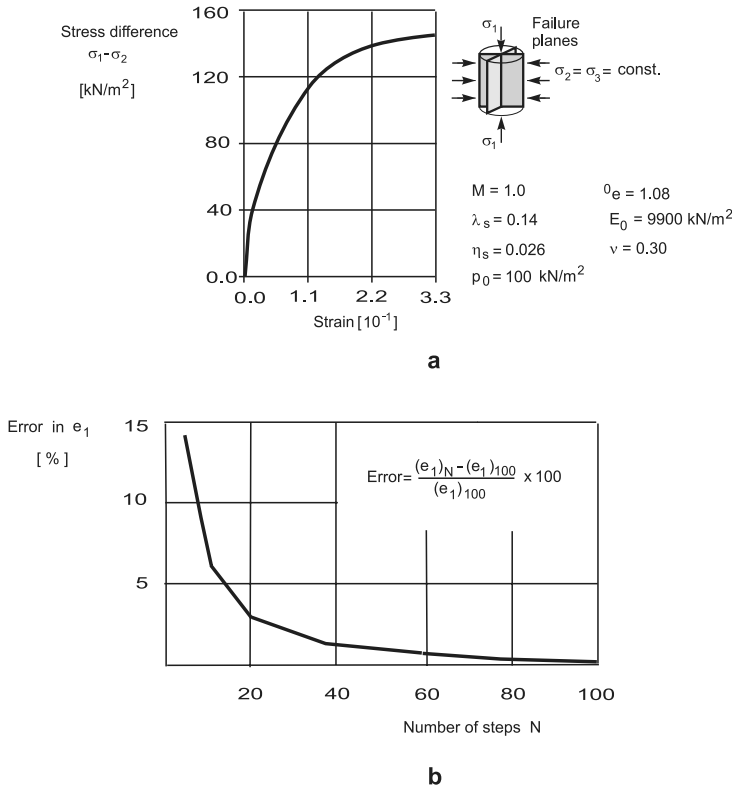 Stress difference
σ1-σ2
[kN/m²]
160
120
80
40
0.0
0.0 1.1 2.2 3.3
Strain [10⁻¹]
σ1
Failure
planes
σ2 = σ3 = const.
σ1
M = 1.0
λs = 0.14
ηs = 0.026
p0 = 100 kN/m²
⁰e = 1.08
E0 = 9900 kN/m²
ν = 0.30
a
Error in e1
[ % ]
15
10
5
Error = (e1)N - (e1)100 / (e1)100 x 100
20 40 60 80 100
Number of steps N
b